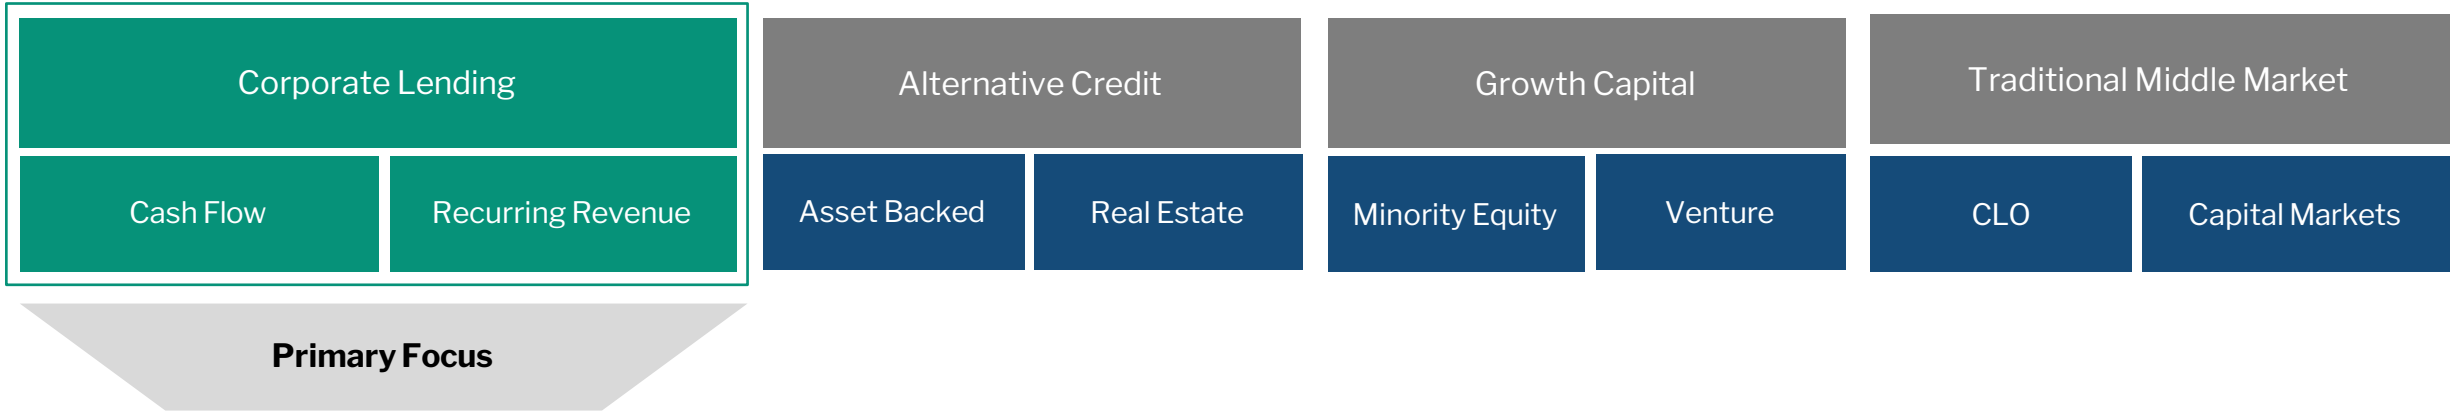 Corporate Lending
Alternative Credit
Growth Capital
Traditional Middle Market
Cash Flow
Recurring Revenue
Asset Backed
Real Estate
Minority Equity
Venture
CLO
Capital Markets
Primary Focus